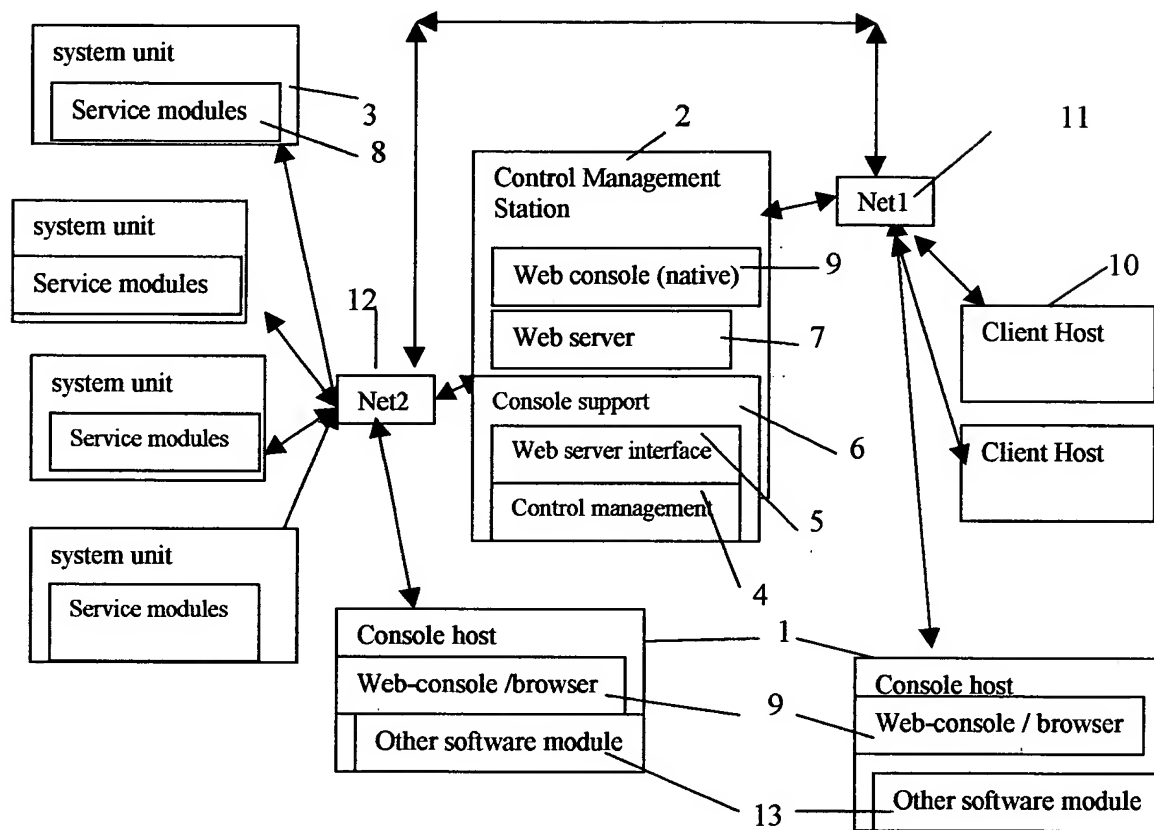 system unit
Service modules
3
8
system unit
Service modules
system unit
Service modules
system unit
Service modules
12
Net2
2
Control Management
Station
Web console (native)
9
Web server
7
Console support
6
Web server interface
5
Control management
4
11
Net1
10
Client Host
Client Host
Console host
1
Web-console /browser
9
Other software module
13
Console host
Web-console / browser
Other software module